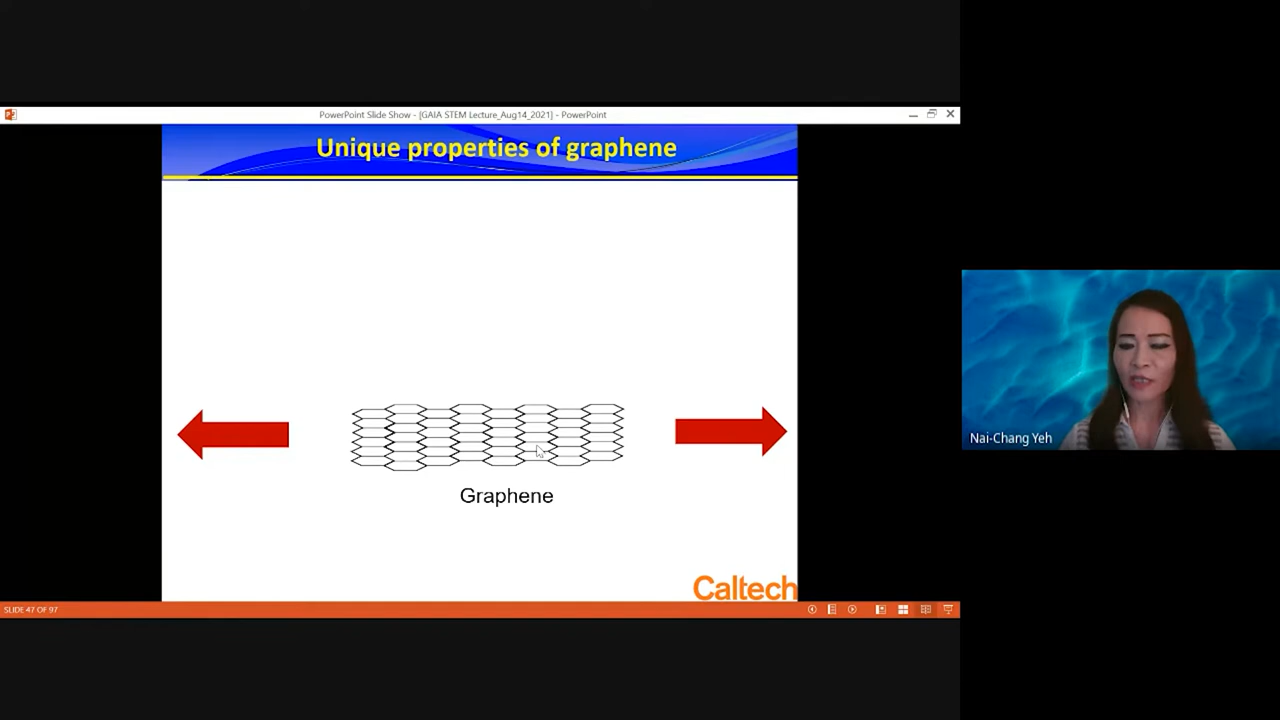 PowerPoint Slide Show - [GAIA STEM Lecture_Aug14_2021] - PowerPoint
Unique properties of graphene
Graphene
Caltech
SLIDE 47 OF 97
Nai-Chang Yeh